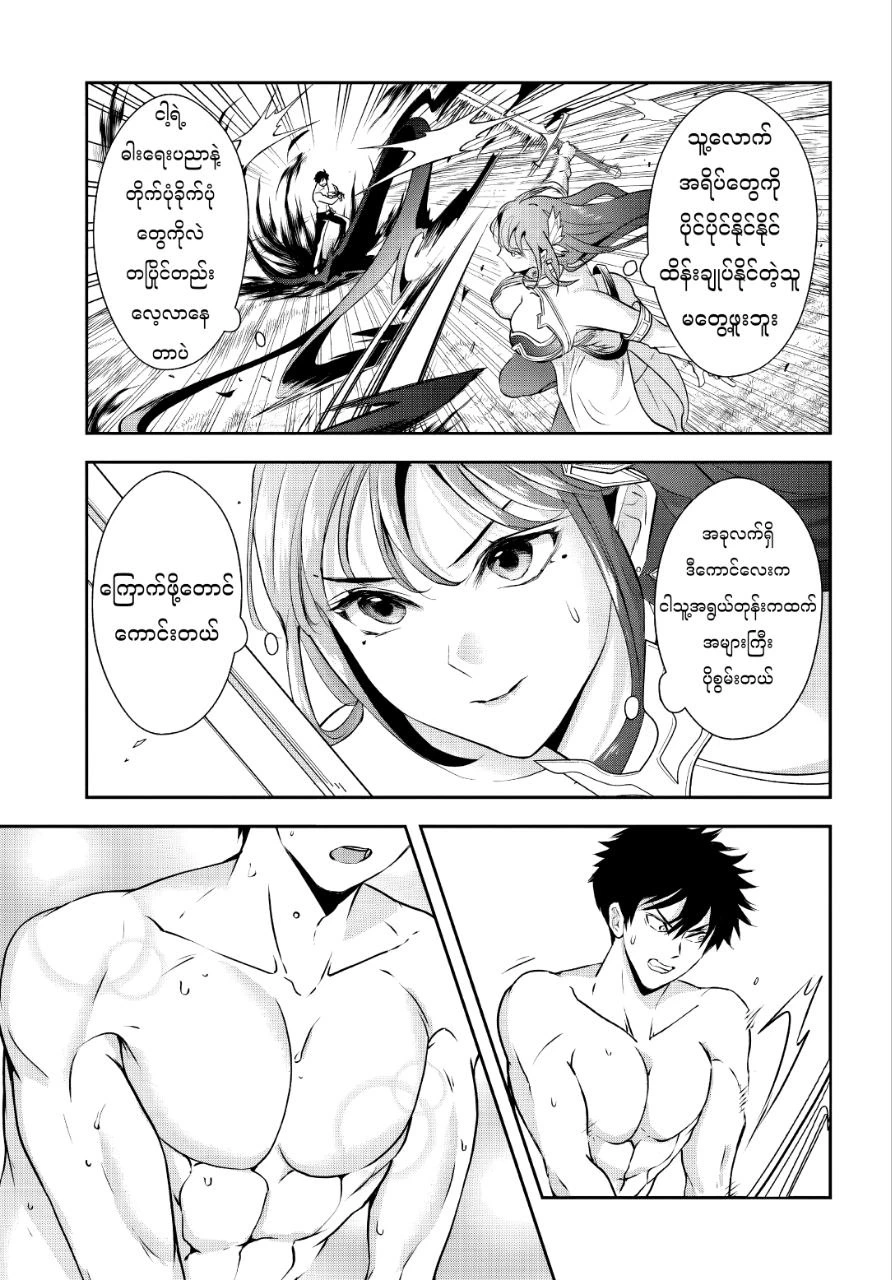 သူ့လောက်
အရိပ်တွေကို
ပိုင်ပိုင်နိုင်နိုင်
ထိန်းချုပ်နိုင်တဲ့သူ
မတွေ့ဖူးဘူး
ငါ့ရဲ့
ဓါးရေးပညာနဲ့
တိုက်ပုံခိုက်ပုံ
တွေကိုလဲ
တပြိုင်တည်း
လေ့လာနေ
တာပဲ
အခုလက်ရှိ
ဒီကောင်လေးက
ငါသူ့အရွယ်တုန်းကထက်
အများကြီး
ပိုစွမ်းတယ်
ကြောက်ဖို့တောင်
ကောင်းတယ်